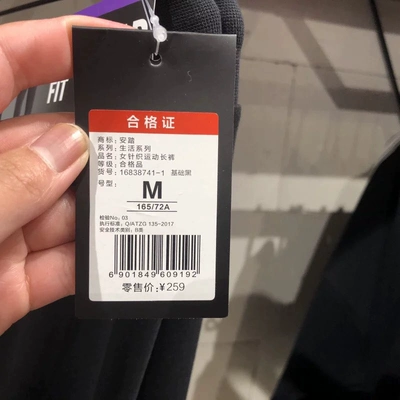 FIT
合格证
商标: 安踏
系列: 生活系列
品名: 女针织运动长裤
等级: 合格品
货号: 16838741-1 基础黑
号型: M
165/72A
检验No. 03
执行标准: Q/ATZG 135-2017
安全技术类别: B类
6901849609192
零售价:¥259